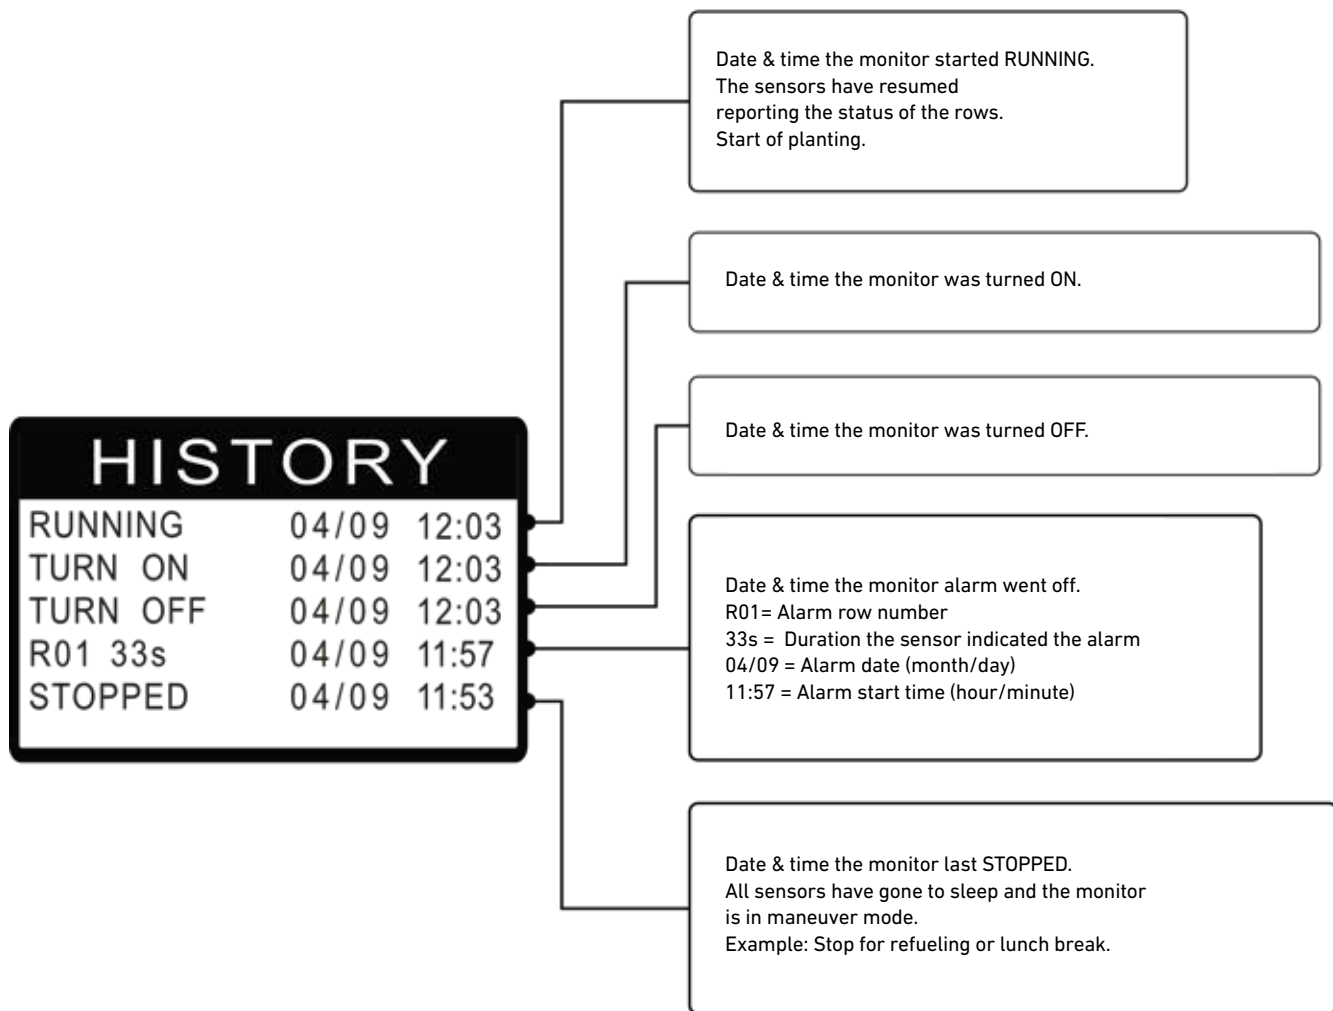 Date & time the monitor started RUNNING.
The sensors have resumed
reporting the status of the rows.
Start of planting.
Date & time the monitor was turned ON.
Date & time the monitor was turned OFF.
HISTORY
RUNNING 04/09 12:03
TURN ON 04/09 12:03
TURN OFF 04/09 12:03
R01 33s 04/09 11:57
STOPPED 04/09 11:53
Date & time the monitor alarm went off.
R01= Alarm row number
33s = Duration the sensor indicated the alarm
04/09 = Alarm date (month/day)
11:57 = Alarm start time (hour/minute)
Date & time the monitor last STOPPED.
All sensors have gone to sleep and the monitor
is in maneuver mode.
Example: Stop for refueling or lunch break.